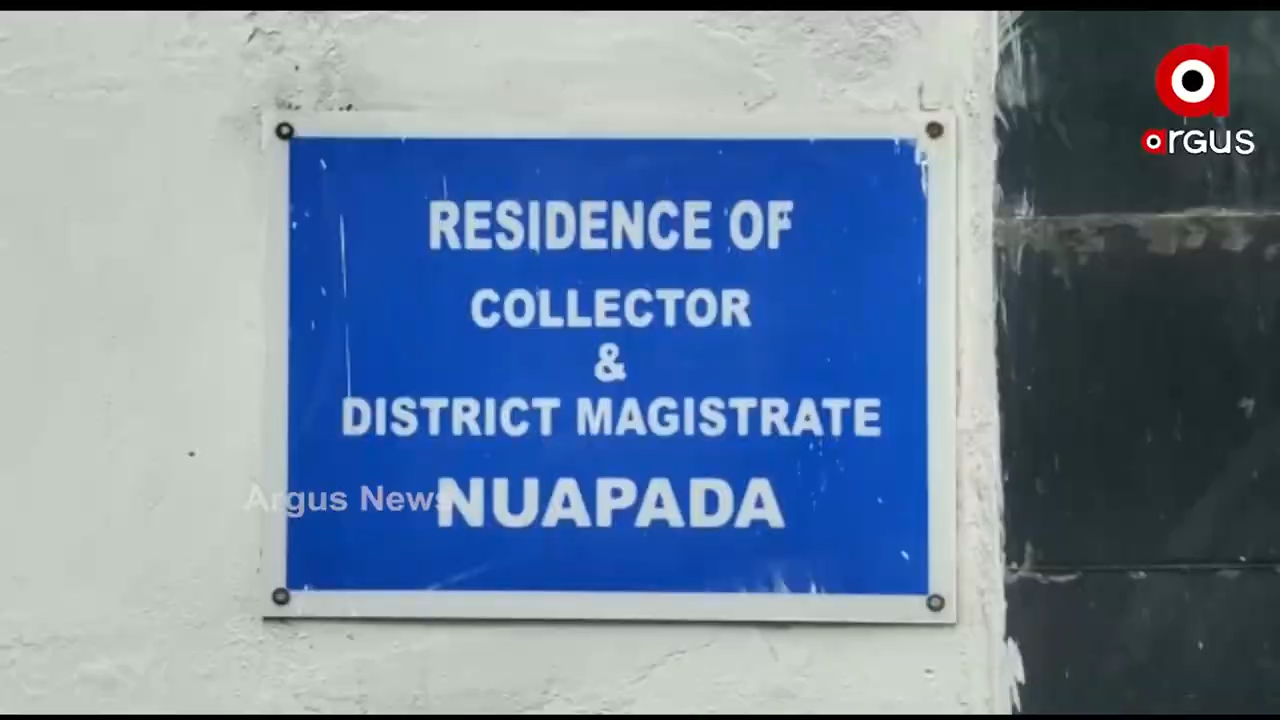 argus
RESIDENCE OF
COLLECTOR
&
DISTRICT MAGISTRATE
Argus News
NUAPADA